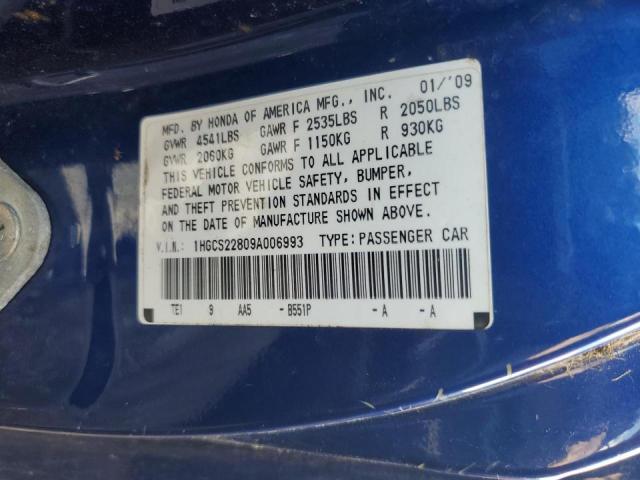 MFD. BY HONDA OF AMERICA MFG., INC. 01/'09
GVWR 4541LBS GAWR F 2535LBS R 2050LBS
GVWR 2060KG GAWR F 1150KG R 930KG
THIS VEHICLE CONFORMS TO ALL APPLICABLE
FEDERAL MOTOR VEHICLE SAFETY, BUMPER,
AND THEFT PREVENTION STANDARDS IN EFFECT
ON THE DATE OF MANUFACTURE SHOWN ABOVE.
V.I.N.: 1HGCS22809A006993 TYPE:PASSENGER CAR
TE1 9 AA5 - B551P - A - A